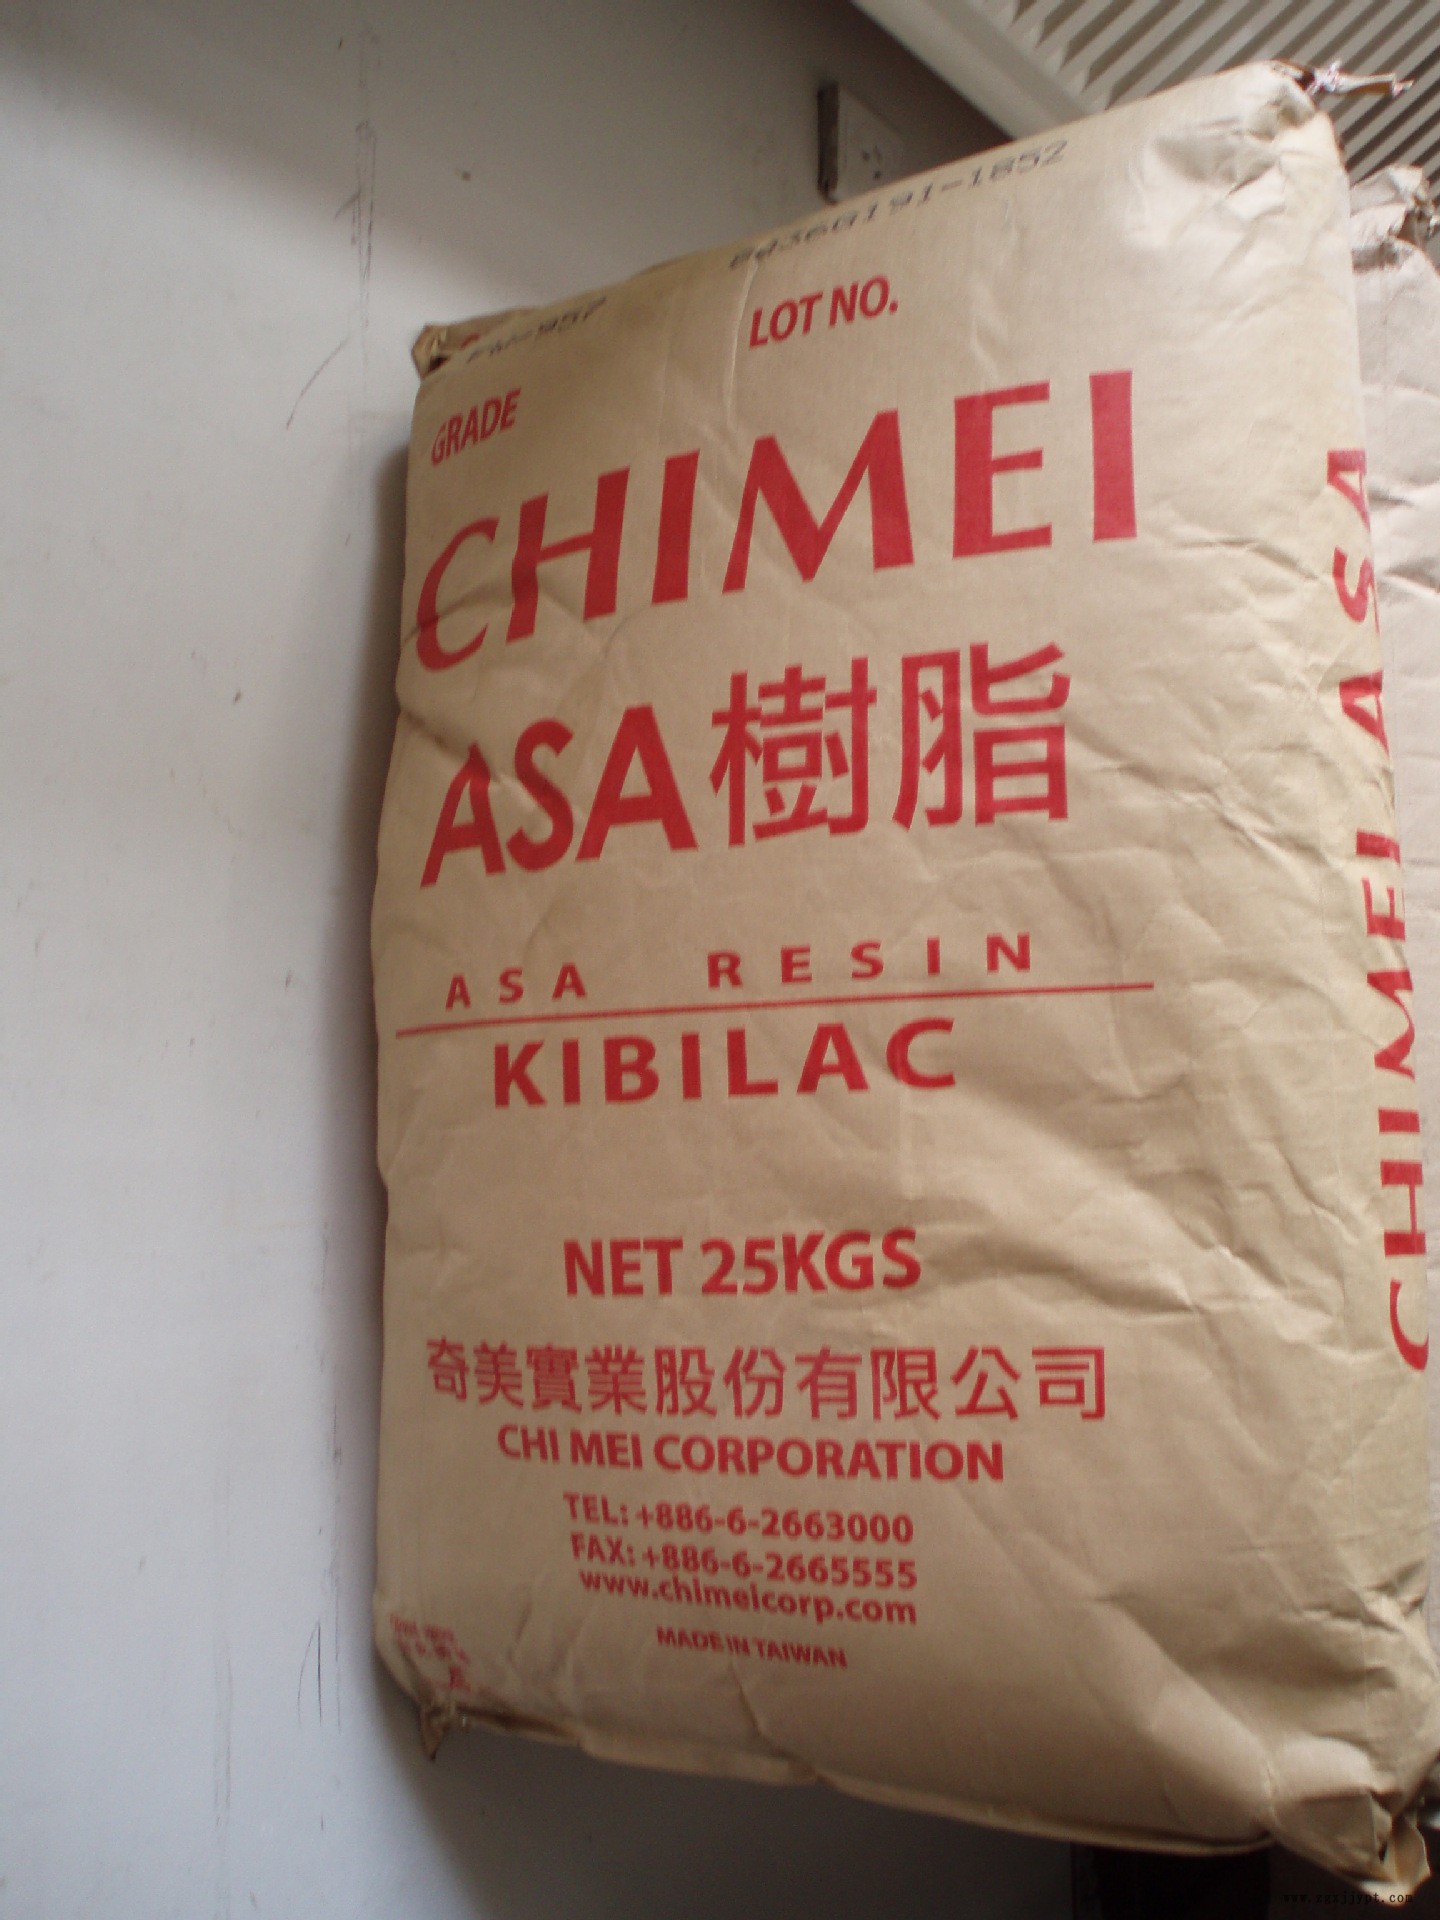 LOT NO.
GRADE
CHIMEI
ASA樹脂
ASA RESIN
KIBILAC
NET 25KGS
奇美實業股份有限公司
CHI MEI CORPORATION
TEL: +886-6-2663000
FAX: +886-6-2665555
www.chimeicorp.com
MADE IN TAIWAN
CHIMEI ASA